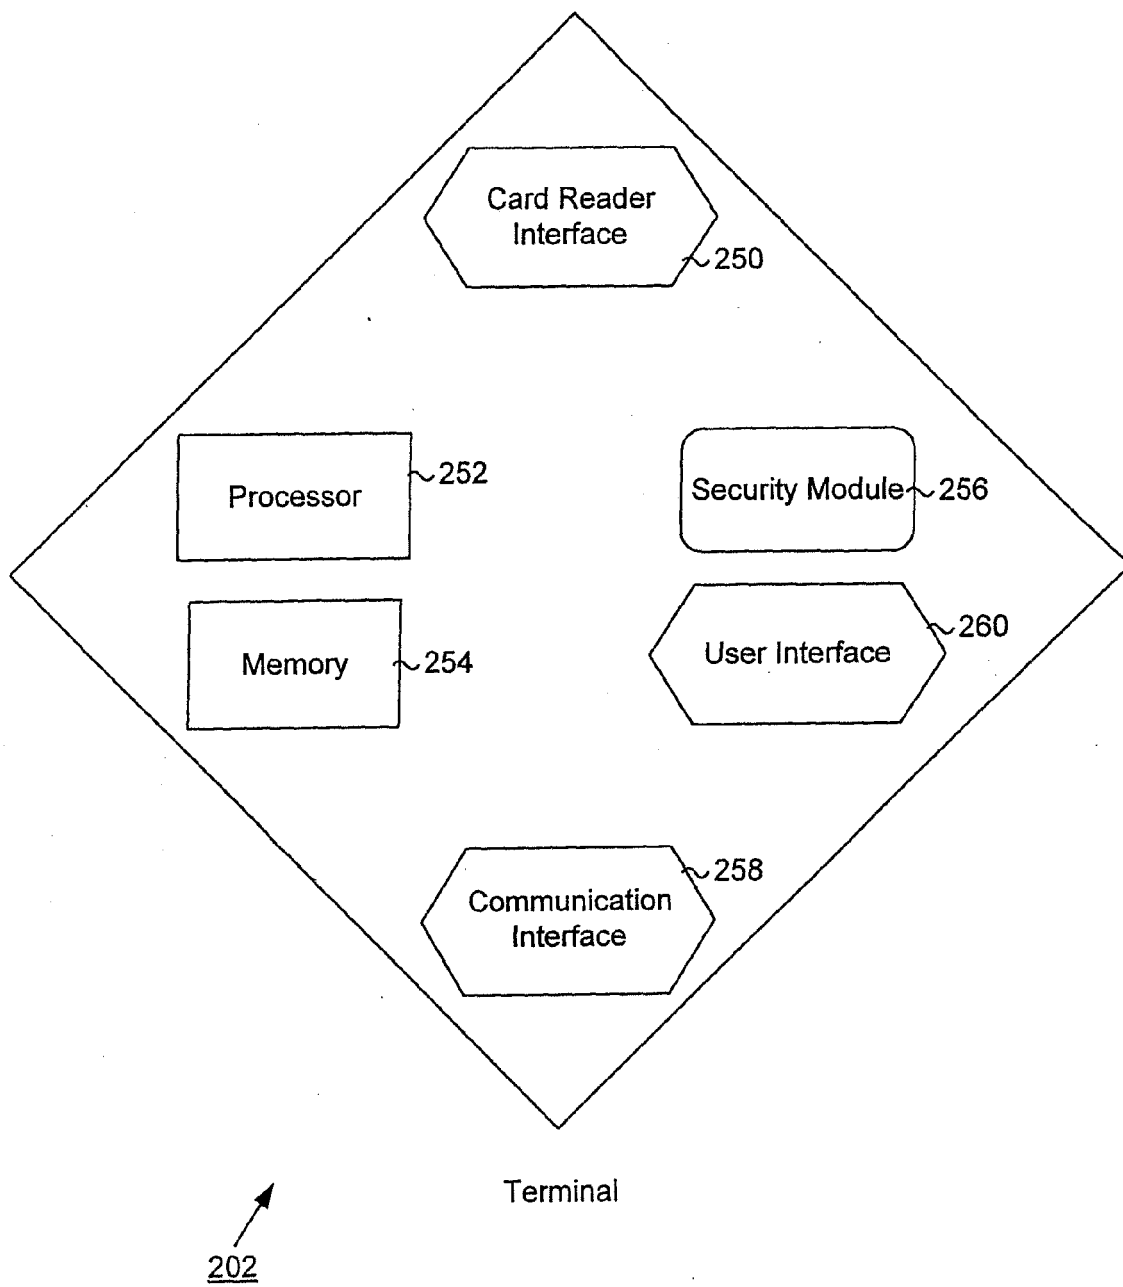 Card Reader
Interface
250
Processor
252
Security Module
256
Memory
254
User Interface
260
Communication
Interface
258
Terminal
202